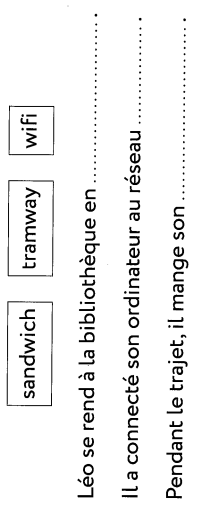 sandwich tramway wifi
Léo se rend à la bibliothèque en ........................
Il a connecté son ordinateur au réseau ..................
Pendant le trajet, il mange son ........................